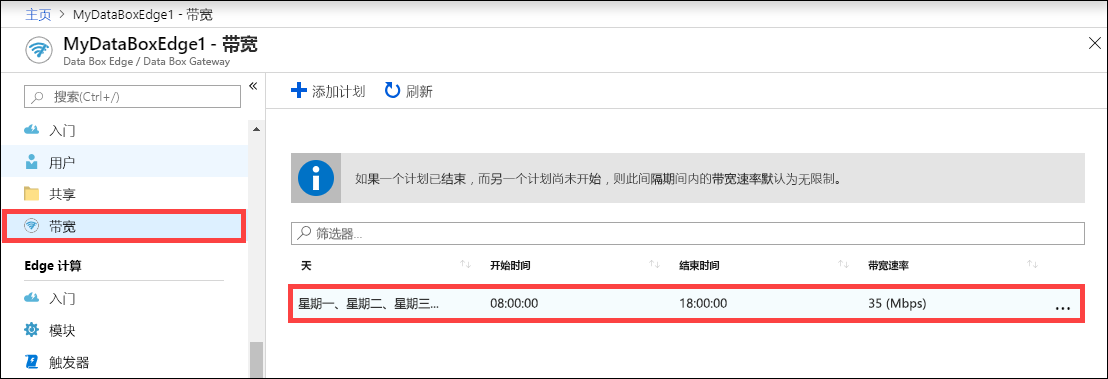 主页 > MyDataBoxEdge1 - 带宽
MyDataBoxEdge1 - 带宽
Data Box Edge / Data Box Gateway
搜索(Ctrl+/)
入门
用户
共享
带宽
Edge 计算
入门
模块
触发器
添加计划 刷新
如果一个计划已结束，而另一个计划尚未开始，则此间隔期间内的带宽速率默认为无限制。
筛选器...
天 开始时间 结束时间 带宽速率
星期一、星期二、星期三... 08:00:00 18:00:00 35 (Mbps) ...